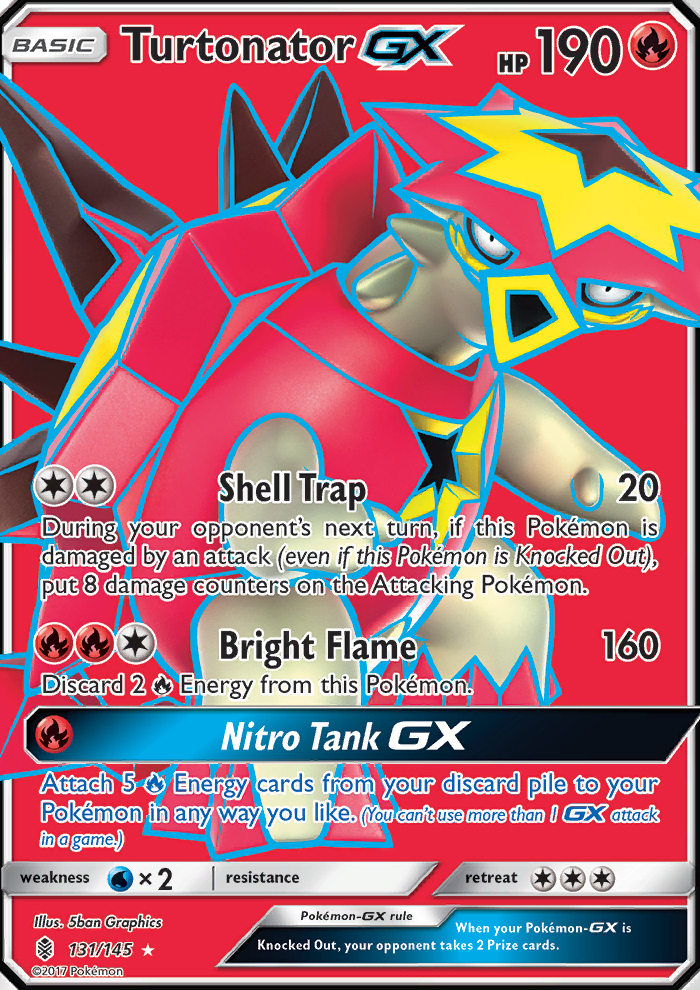 BASIC Turtonator GX HP 190
Shell Trap 20
During your opponent's next turn, if this Pokémon is
damaged by an attack (even if this Pokémon is Knocked Out),
put 8 damage counters on the Attacking Pokémon.
Bright Flame 160
Discard 2 Energy from this Pokémon.
Nitro Tank GX
Attach 5 Energy cards from your discard pile to your
Pokémon in any way you like. (You can't use more than 1 GX attack
in a game.)
weakness ×2 resistance retreat
Illus. 5ban Graphics
131/145
©2017 Pokémon
Pokémon-GX rule
When your Pokémon-GX is
Knocked Out, your opponent takes 2 Prize cards.